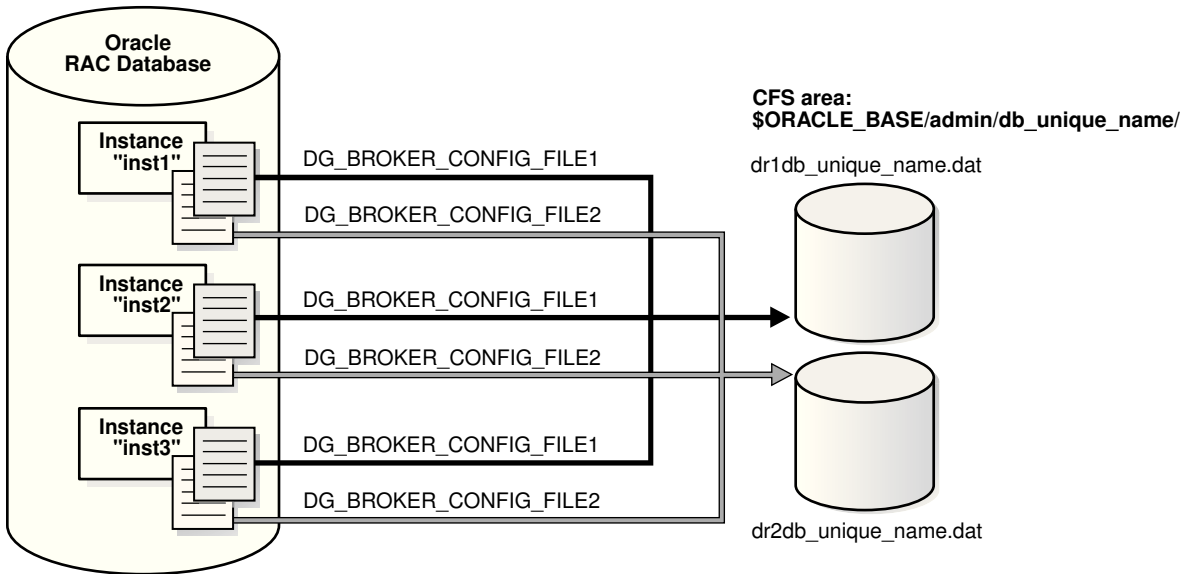 Oracle
RAC Database
CFS area:
$ORACLE_BASE/admin/db_unique_name/
Instance
"inst1"
DG_BROKER_CONFIG_FILE1
dr1db_unique_name.dat
DG_BROKER_CONFIG_FILE2
Instance
"inst2"
DG_BROKER_CONFIG_FILE1
DG_BROKER_CONFIG_FILE2
Instance
"inst3"
DG_BROKER_CONFIG_FILE1
DG_BROKER_CONFIG_FILE2
dr2db_unique_name.dat